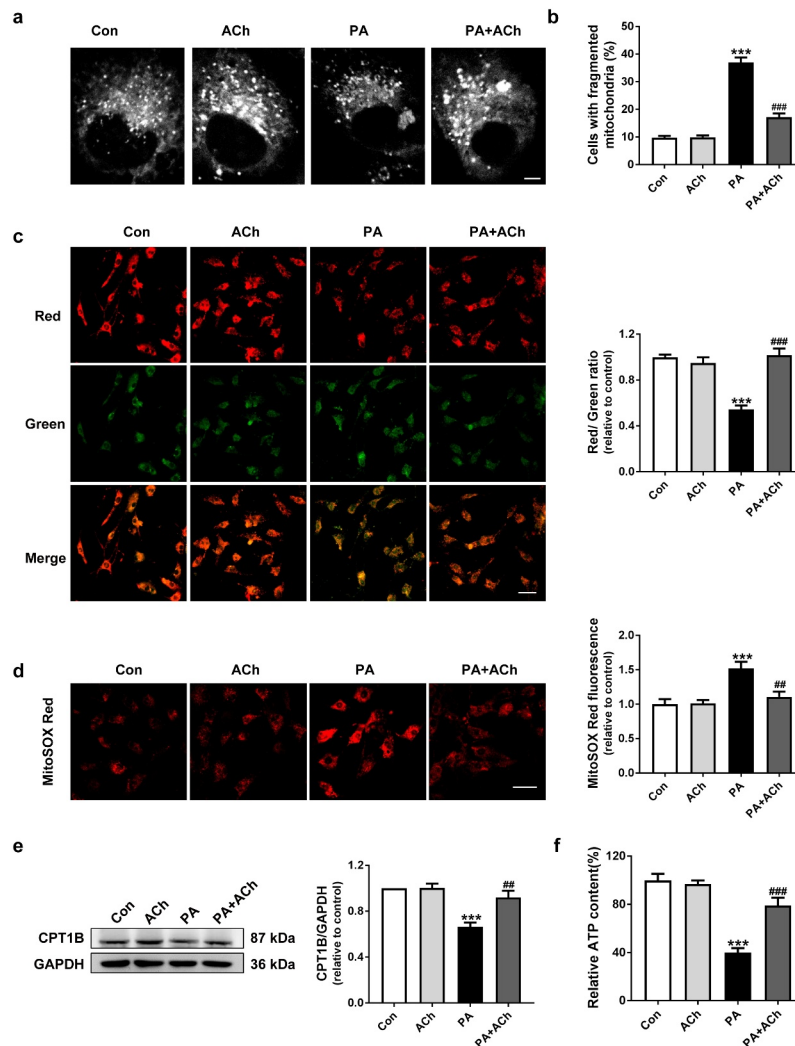 a
Con ACh PA PA+ACh
b
Cells with fragmented
mitochondria (%)
50
40
30
20
10
0
***
###
Con ACh PA PA+ACh
c
Con ACh PA PA+ACh
Red
Green
Merge
Red/ Green ratio
(relative to control)
1.2
0.8
0.4
0.0
***
###
Con ACh PA PA+ACh
d
Con ACh PA PA+ACh
MitoSOX Red
MitoSOX Red fluorescence
(relative to control)
2.0
1.5
1.0
0.5
0.0
***
##
Con ACh PA PA+ACh
e
Con ACh PA PA+ACh
CPT1B 87 kDa
GAPDH 36 kDa
CPT1B/GAPDH
(relative to control)
1.2
0.9
0.6
0.3
0.0
***
##
Con ACh PA PA+ACh
f
Relative ATP content(%)
120
80
40
0
***
###
Con ACh PA PA+ACh